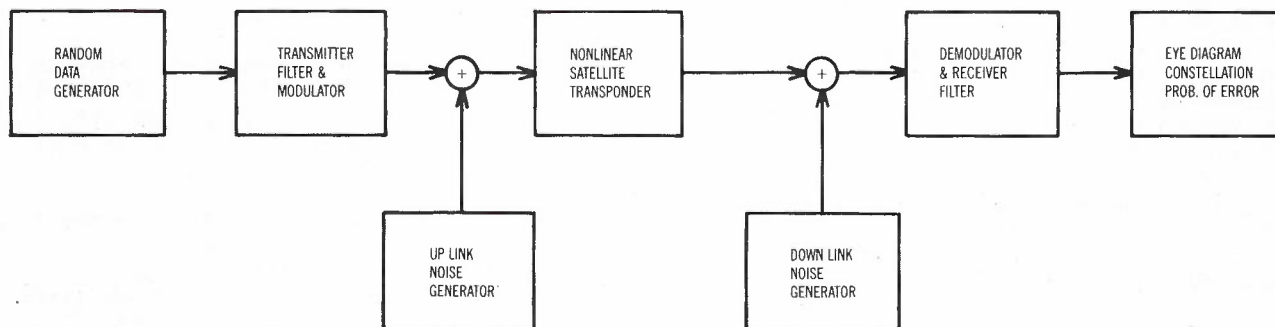 RANDOM
DATA
GENERATOR
TRANSMITTER
FILTER &
MODULATOR
+
NONLINEAR
SATELLITE
TRANSPONDER
+
DEMODULATOR
& RECEIVER
FILTER
EYE DIAGRAM
CONSTELLATION
PROB. OF ERROR
UP LINK
NOISE
GENERATOR
DOWN LINK
NOISE
GENERATOR